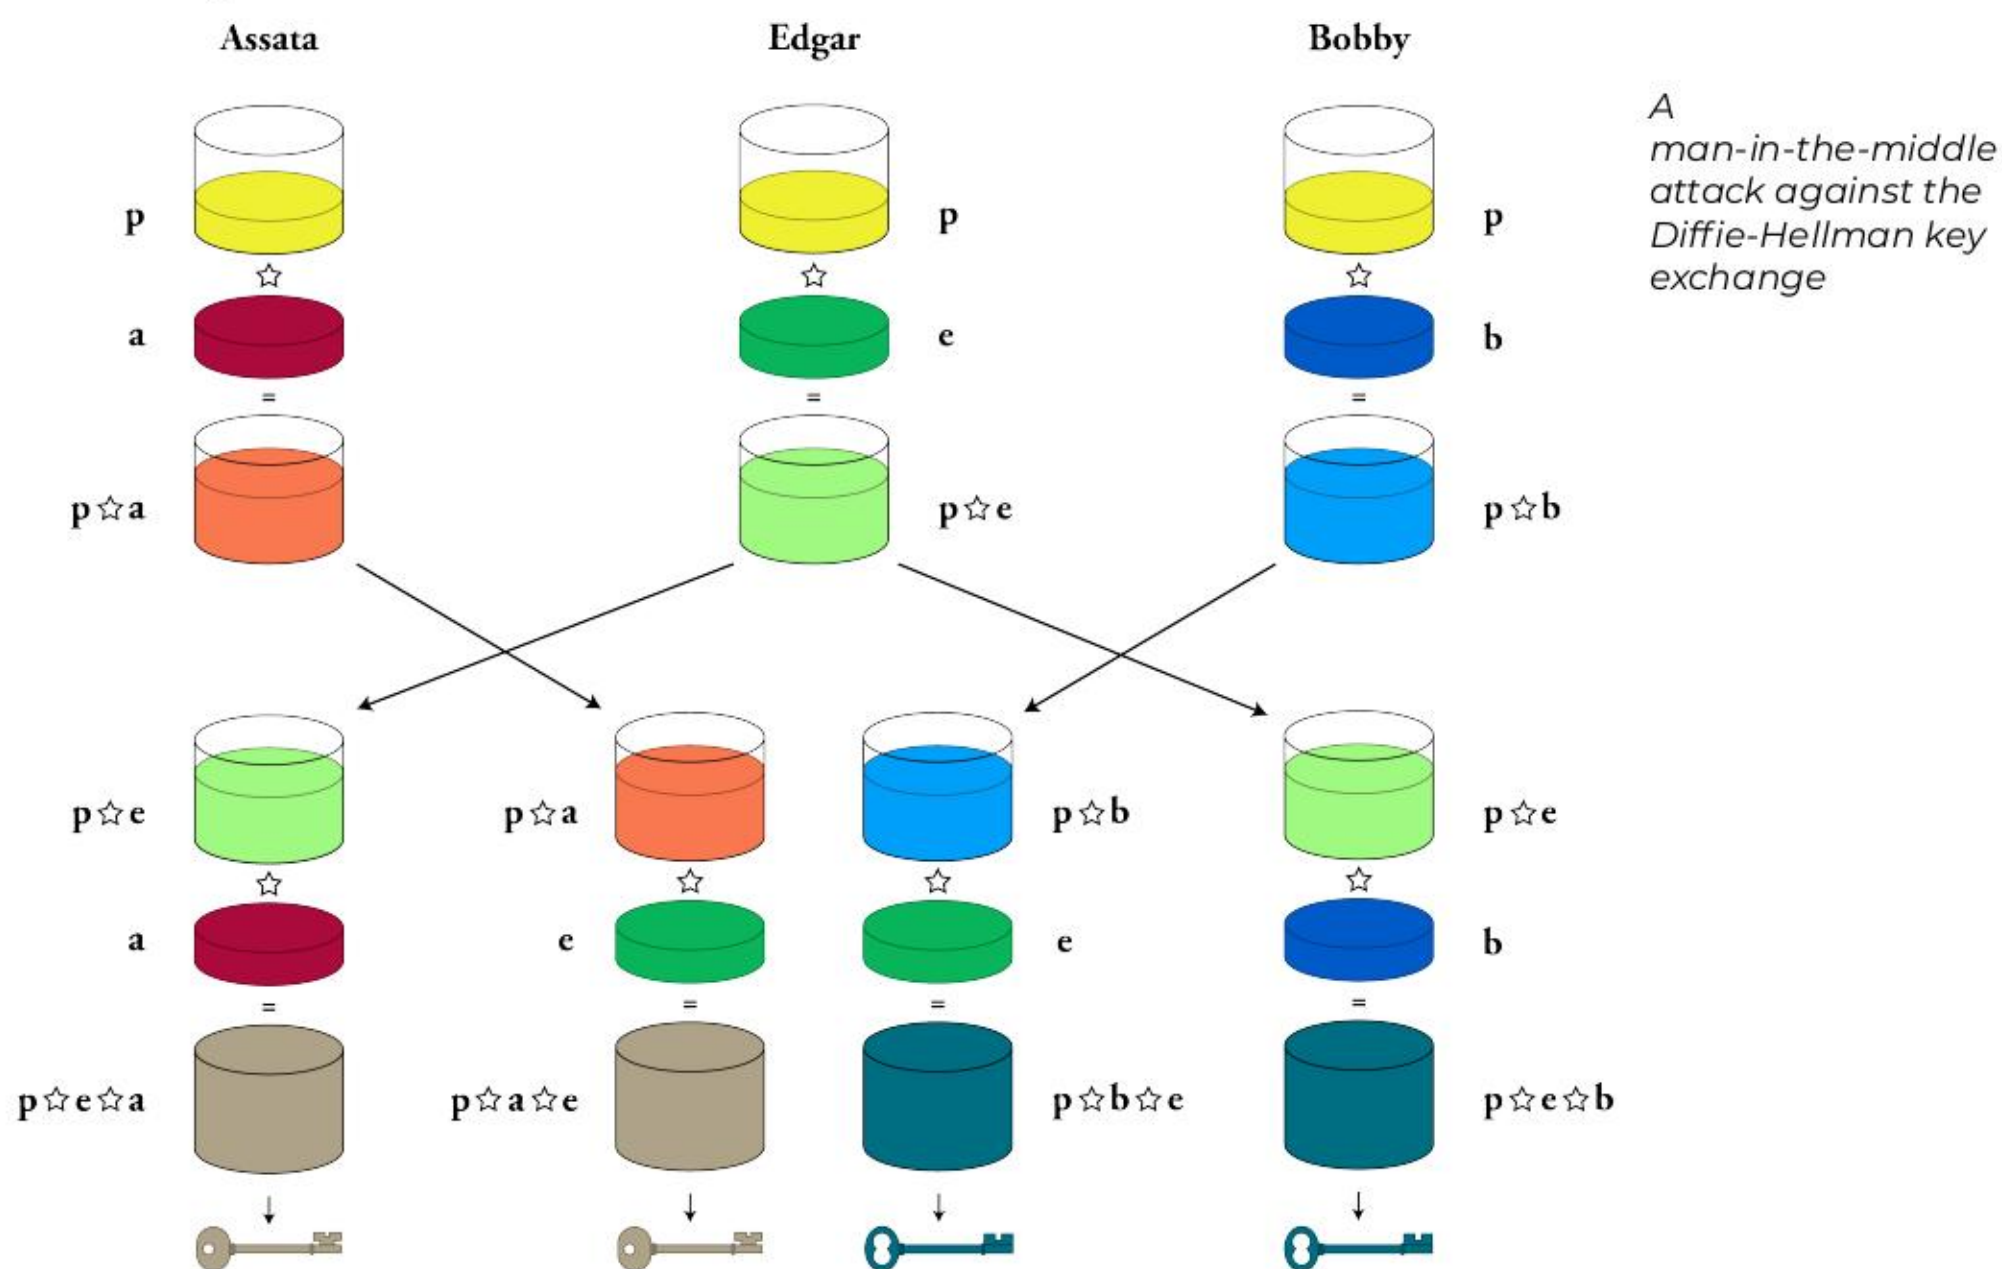 Assata Edgar Bobby
A
man-in-the-middle
attack against the
Diffie-Hellman key
exchange
p p p
☆ ☆ ☆
a e b
= = =
p☆a p☆e p☆b
p☆e p☆a p☆b p☆e
☆ ☆ ☆ ☆
a e e b
= = = =
p☆e☆a p☆a☆e p☆b☆e p☆e☆b